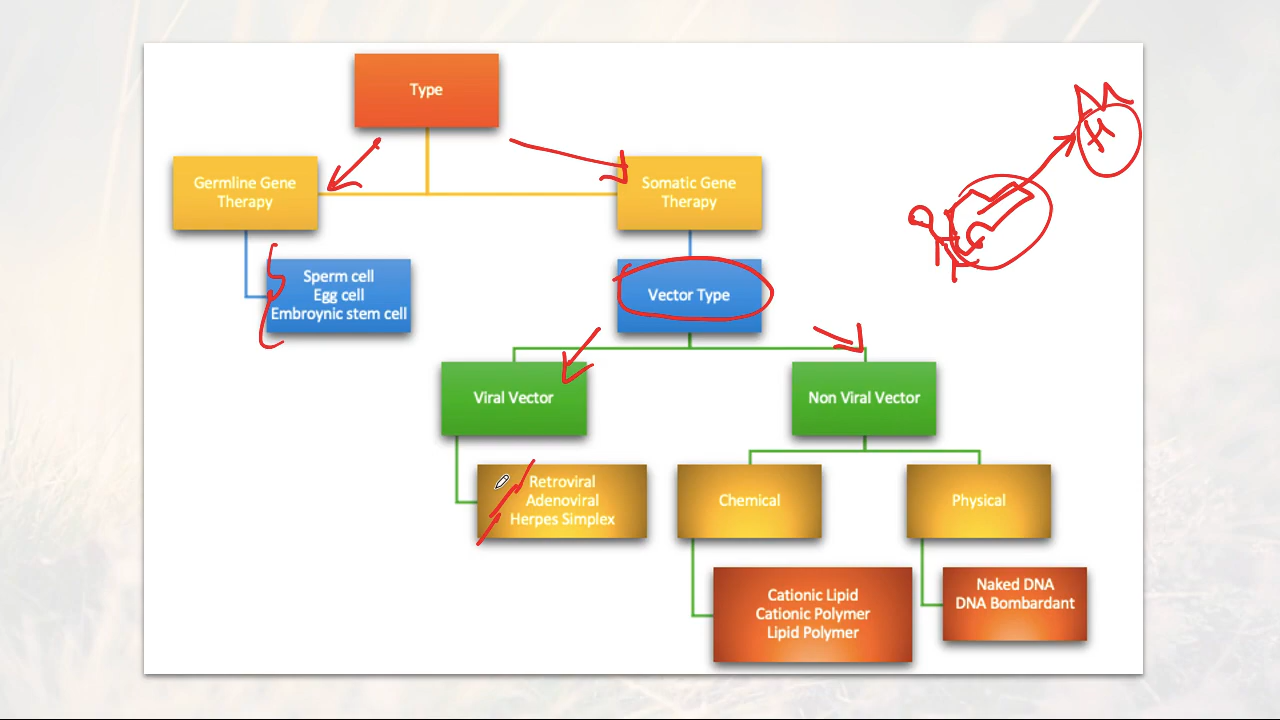 Type
Germline Gene
Therapy
Somatic Gene
Therapy
Sperm cell
Egg cell
Embroynic stem cell
Vector Type
Viral Vector
Non Viral Vector
Retroviral
Adenoviral
Herpes Simplex
Chemical
Physical
Cationic Lipid
Cationic Polymer
Lipid Polymer
Naked DNA
DNA Bombardant